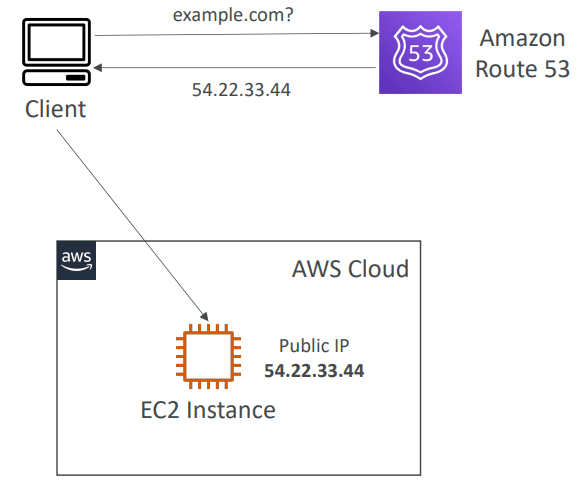 example.com?
53
Amazon
Route 53
54.22.33.44
Client
aws
AWS Cloud
Public IP
54.22.33.44
EC2 Instance